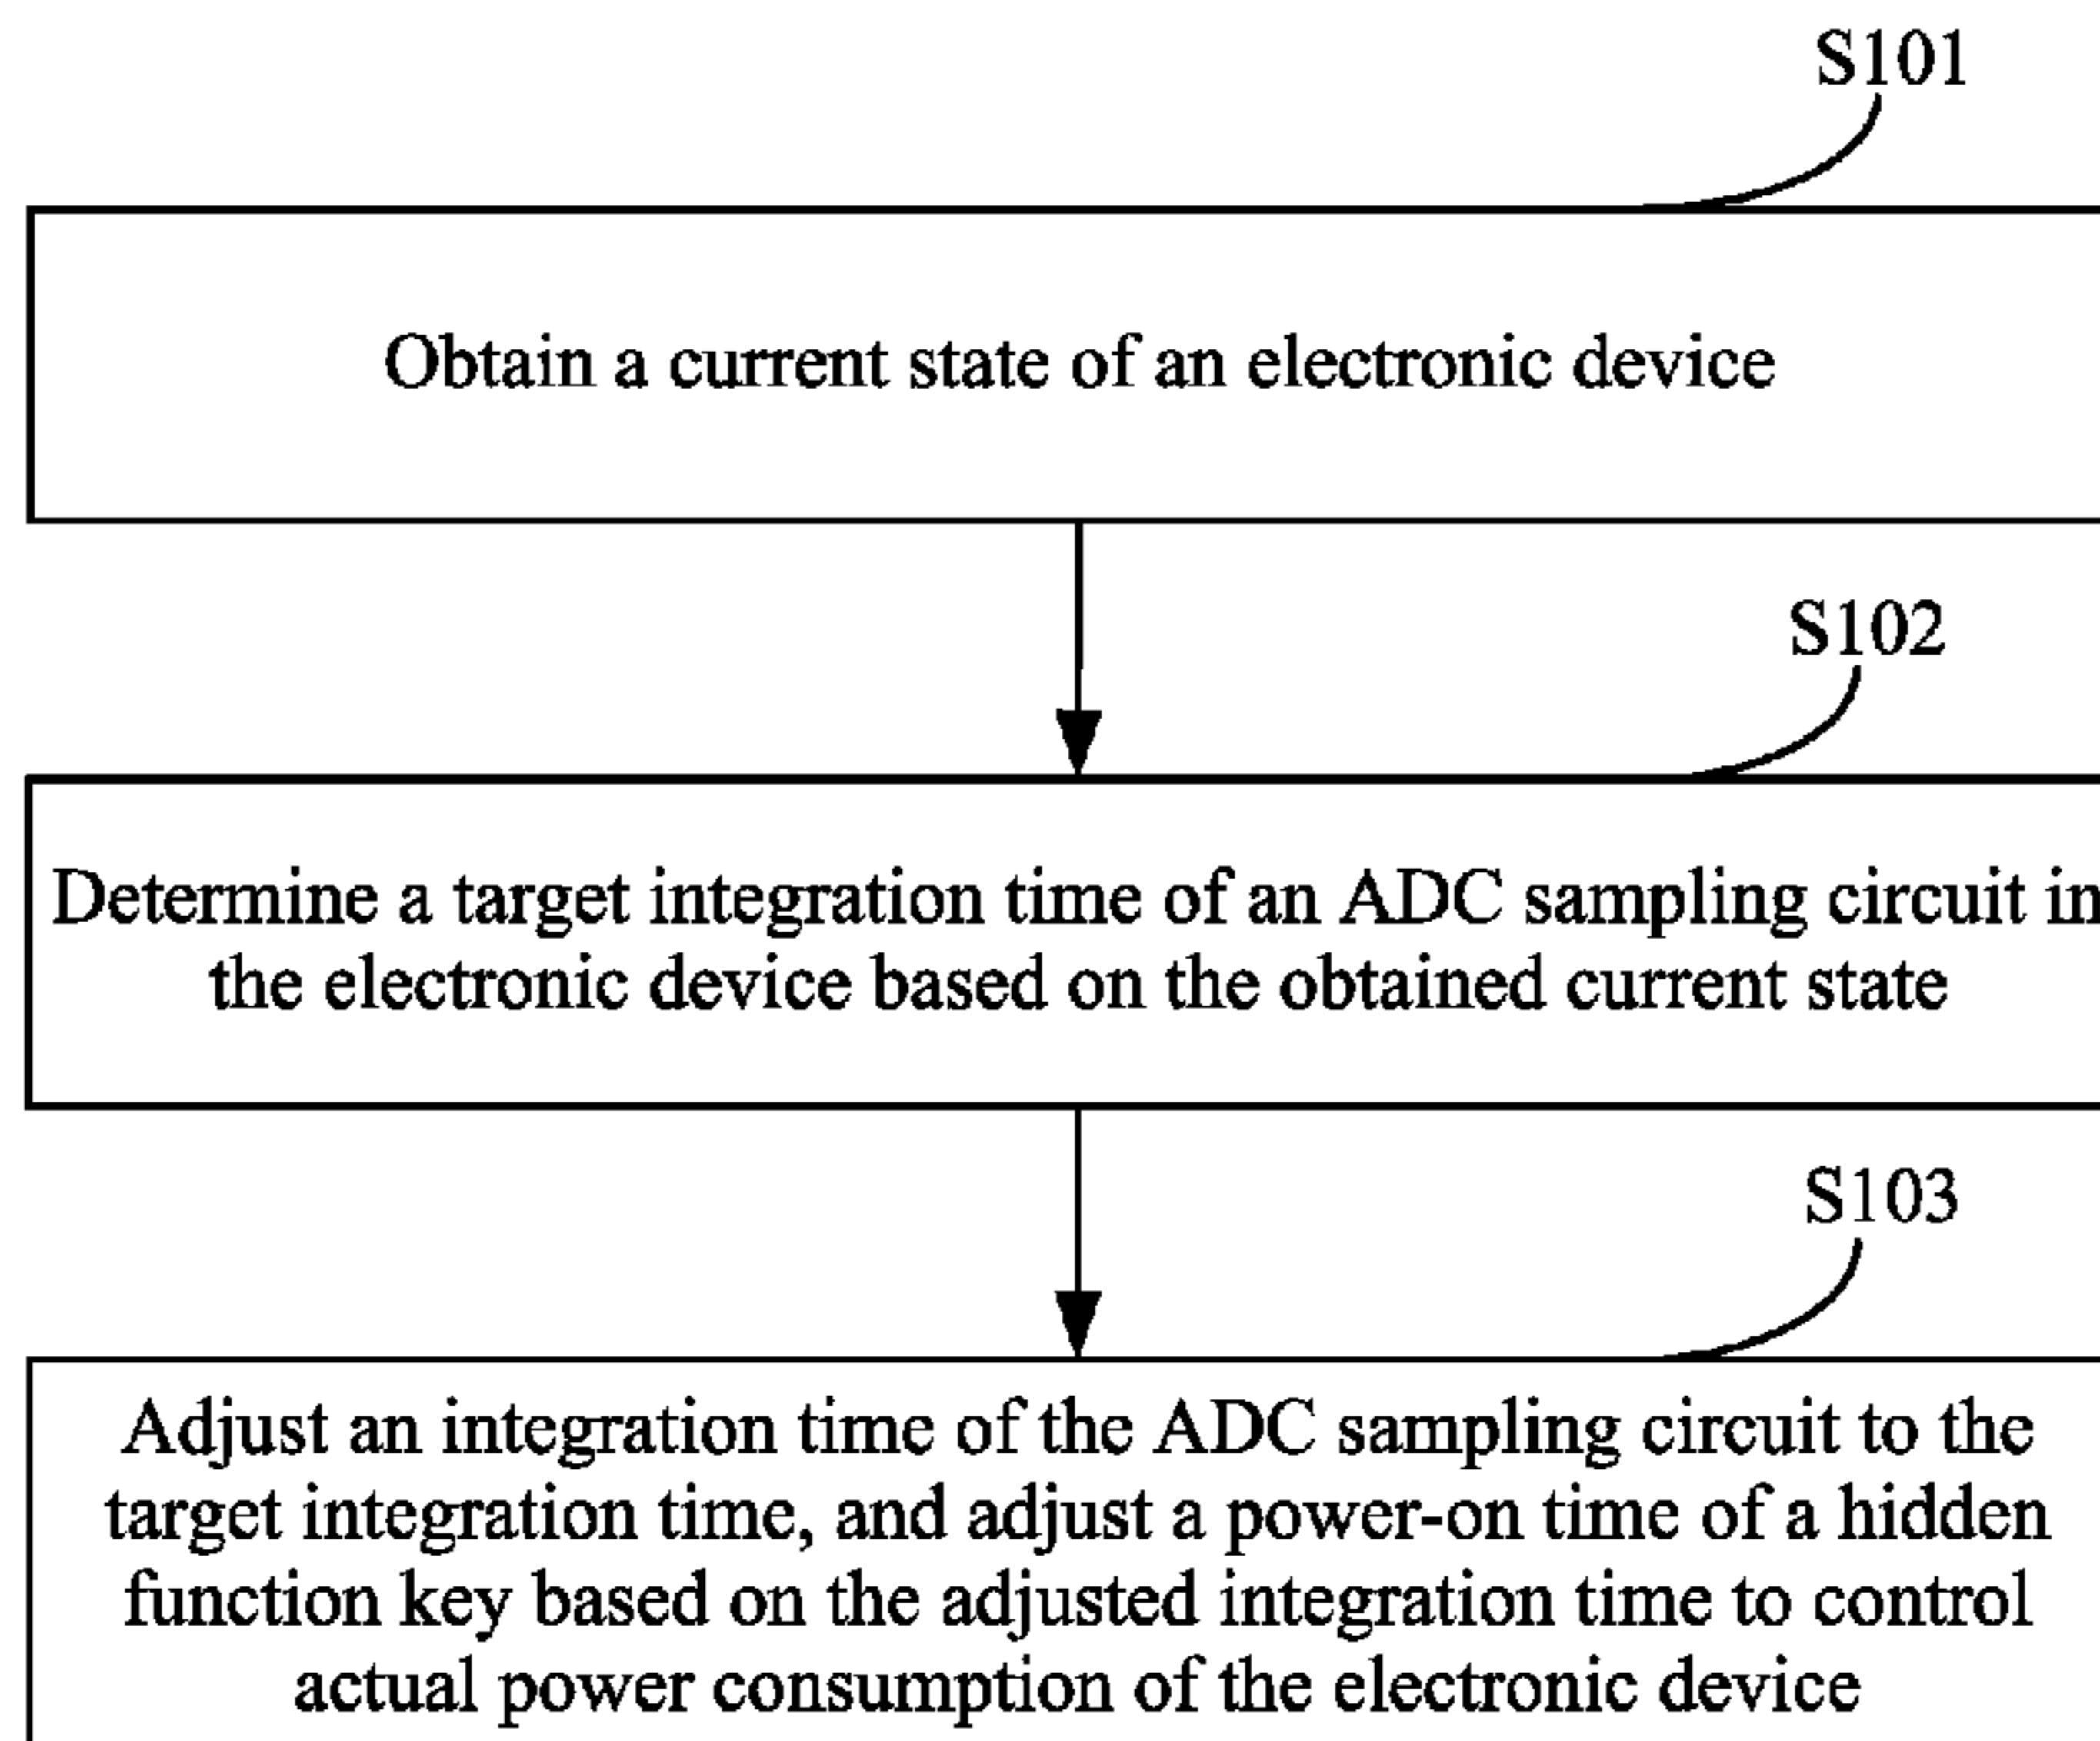 S101
Obtain a current state of an electronic device
S102
Determine a target integration time of an ADC sampling circuit in
the electronic device based on the obtained current state
S103
Adjust an integration time of the ADC sampling circuit to the
target integration time, and adjust a power-on time of a hidden
function key based on the adjusted integration time to control
actual power consumption of the electronic device